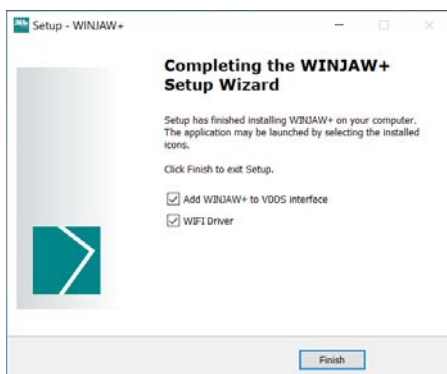 Setup - WINJAW+
Completing the WINJAW+
Setup Wizard
Setup has finished installing WINJAW+ on your computer.
The application may be launched by selecting the installed
icons.
Click Finish to exit Setup.
Add WINJAW+ to VDDS interface
WIFI Driver
Finish